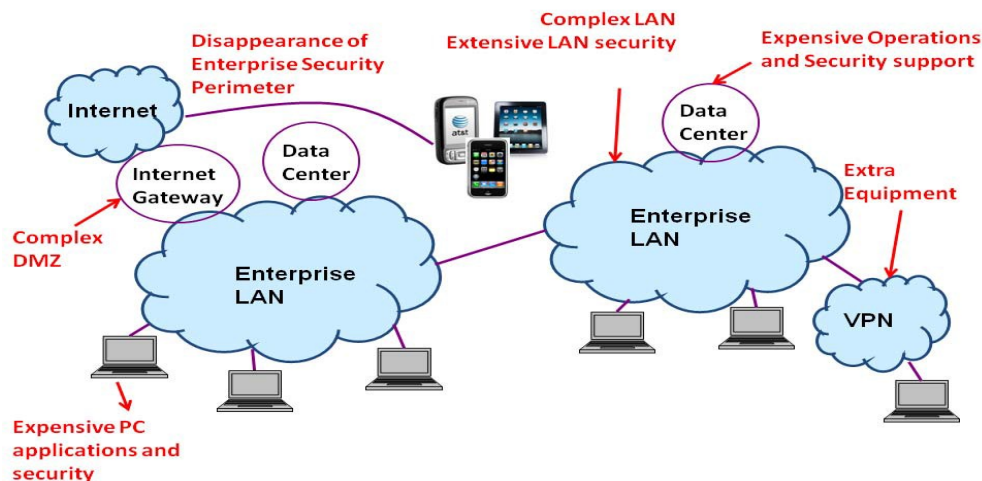 Complex LAN
Extensive LAN security
Disappearance of
Enterprise Security
Perimeter
Expensive Operations
and Security support
Internet
at&t
Data
Center
Data
Center
Internet
Gateway
Extra
Equipment
Enterprise
LAN
Complex
DMZ
Enterprise
LAN
VPN
Expensive PC
applications and
security